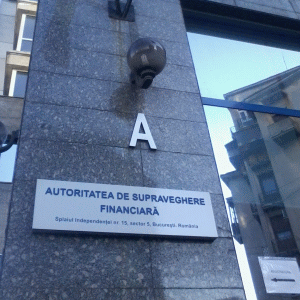 A
AUTORITATEA DE SUPRAVEGHERE
FINANCIARĂ
Splaiul Independenței nr. 15, sector 5, București, România